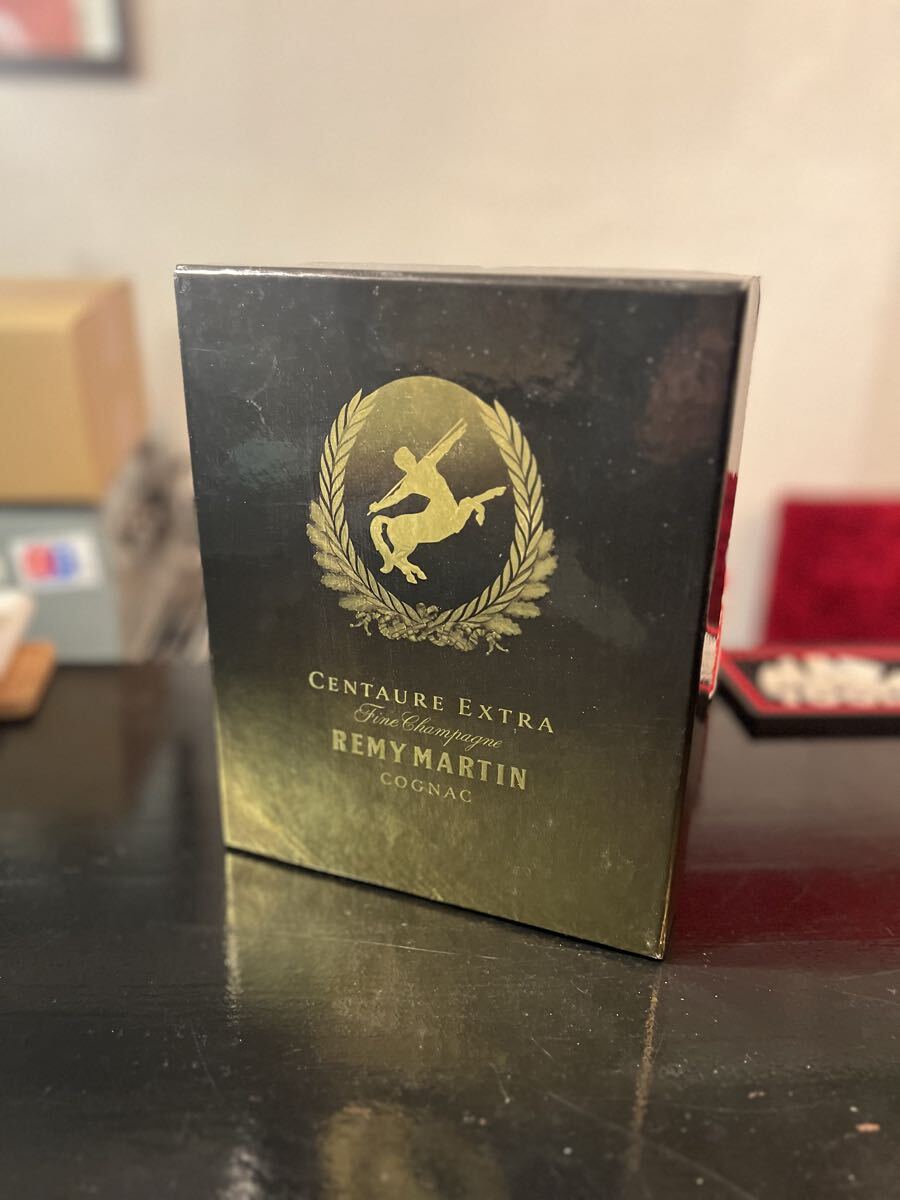 CENTAURE EXTRA
Fine Champagne
REMY MARTIN
COGNAC